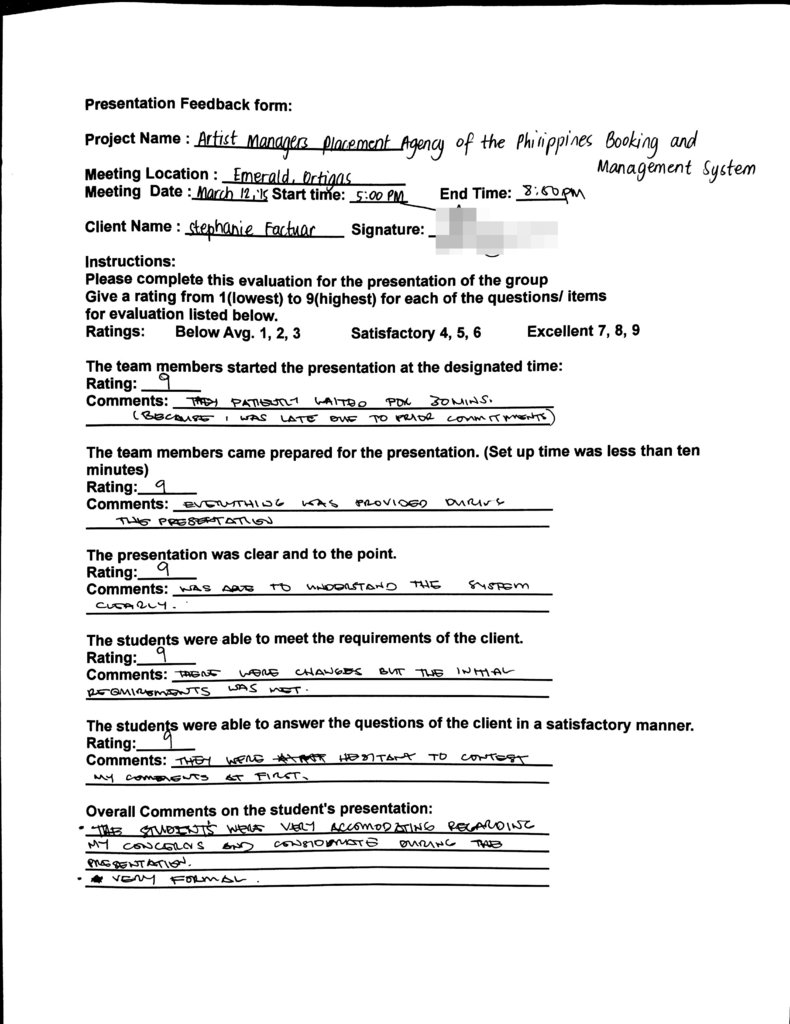 Presentation Feedback form:
Project Name : Artist Managers Placement Agency of the Philippines Booking and
Management System
Meeting Location : Emerald, Ortigas
Meeting Date : March 12, '15 Start time: 5:00 PM End Time: 8:00 PM
Client Name : Stephanie Factuar Signature:
Instructions:
Please complete this evaluation for the presentation of the group
Give a rating from 1(lowest) to 9(highest) for each of the questions/ items
for evaluation listed below.
Ratings: Below Avg. 1, 2, 3 Satisfactory 4, 5, 6 Excellent 7, 8, 9
The team members started the presentation at the designated time:
Rating: 9
Comments: THEY PATIENTLY WAITED FOR 30 MINS.
(BECAUSE I WAS LATE DUE TO PRIOR COMMITMENTS)
The team members came prepared for the presentation. (Set up time was less than ten
minutes)
Rating: 9
Comments: EVERYTHING WAS PROVIDED DURING
THE PRESENTATION
The presentation was clear and to the point.
Rating: 9
Comments: WAS ABLE TO UNDERSTAND THE SYSTEM
CLEARLY.
The students were able to meet the requirements of the client.
Rating: 9
Comments: THERE WERE CHANGES BUT THE INITIAL
REQUIREMENTS WAS MET.
The students were able to answer the questions of the client in a satisfactory manner.
Rating: 9
Comments: THEY WERE HESITANT TO CONTEST
MY COMMENTS AT FIRST.
Overall Comments on the student's presentation:
• THE STUDENTS WERE VERY ACCOMODATING REGARDING
MY CONCERNS AND CONSIDERATE DURING THE
PRESENTATION.
• VERY FORMAL.